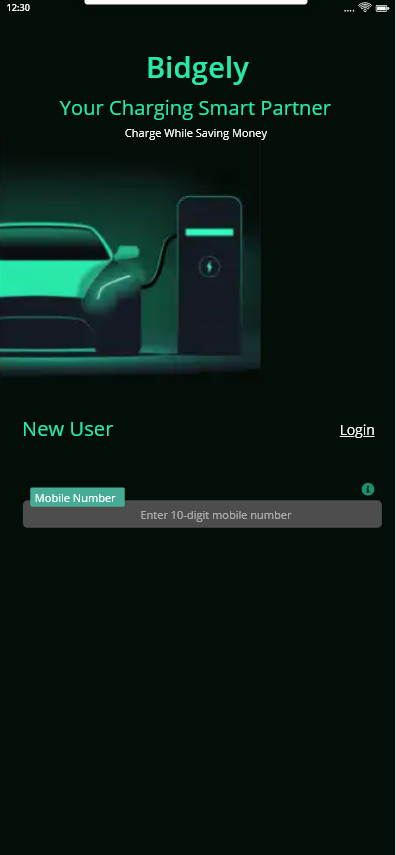 12:30
Bidgely
Your Charging Smart Partner
Charge While Saving Money
New User
Login
Mobile Number
Enter 10-digit mobile number